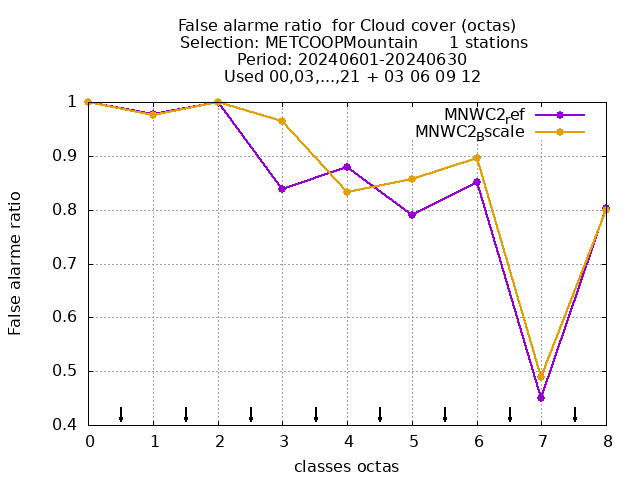 False alarme ratio  for Cloud cover (octas)
Selection: METCOOPMountain      1 stations
Period: 20240601-20240630
Used 00,03,...,21 + 03 06 09 12
MNWC2_ref
MNWC2_Bscale
1
0.9
0.8
0.7
0.6
0.5
0.4
False alarme ratio
0 1 2 3 4 5 6 7 8
classes octas